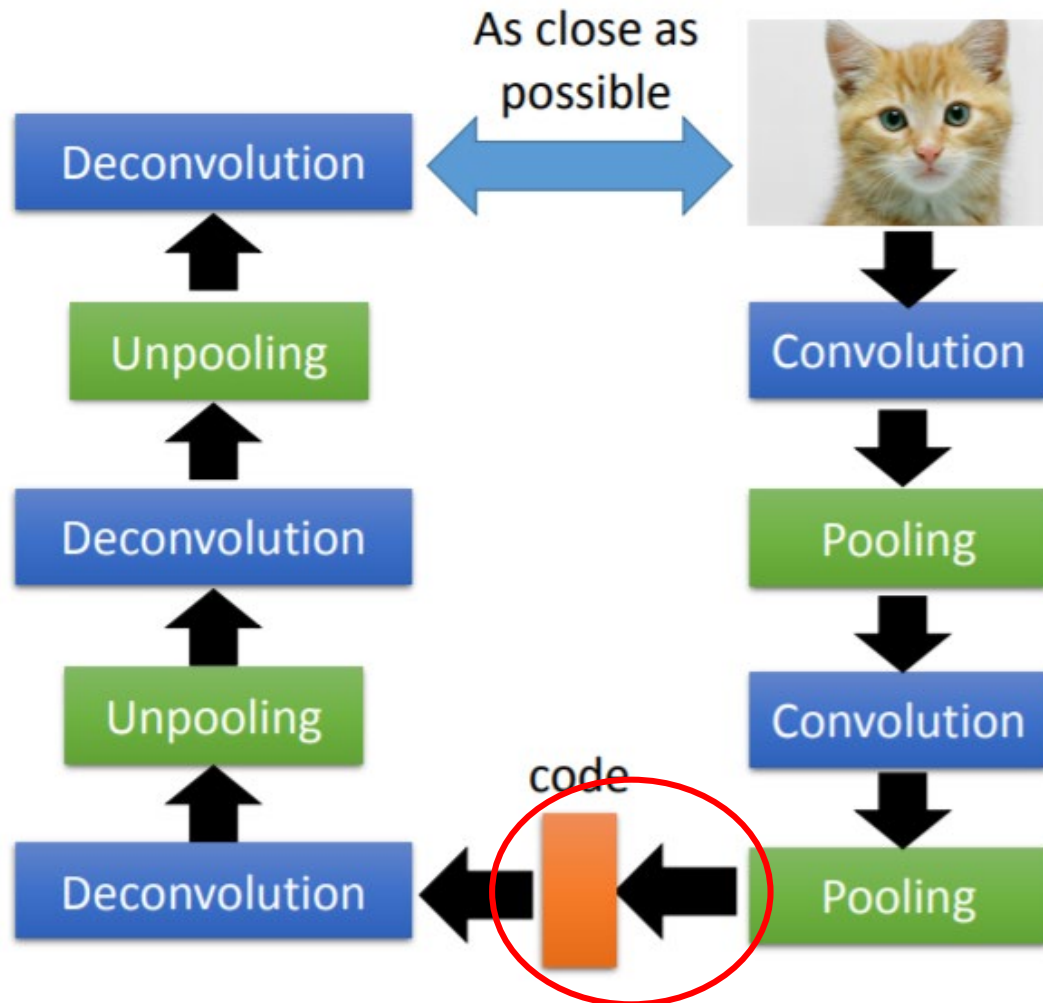 As close as
possible
Deconvolution
Unpooling
Convolution
Deconvolution
Pooling
Unpooling
Convolution
code
Deconvolution
Pooling